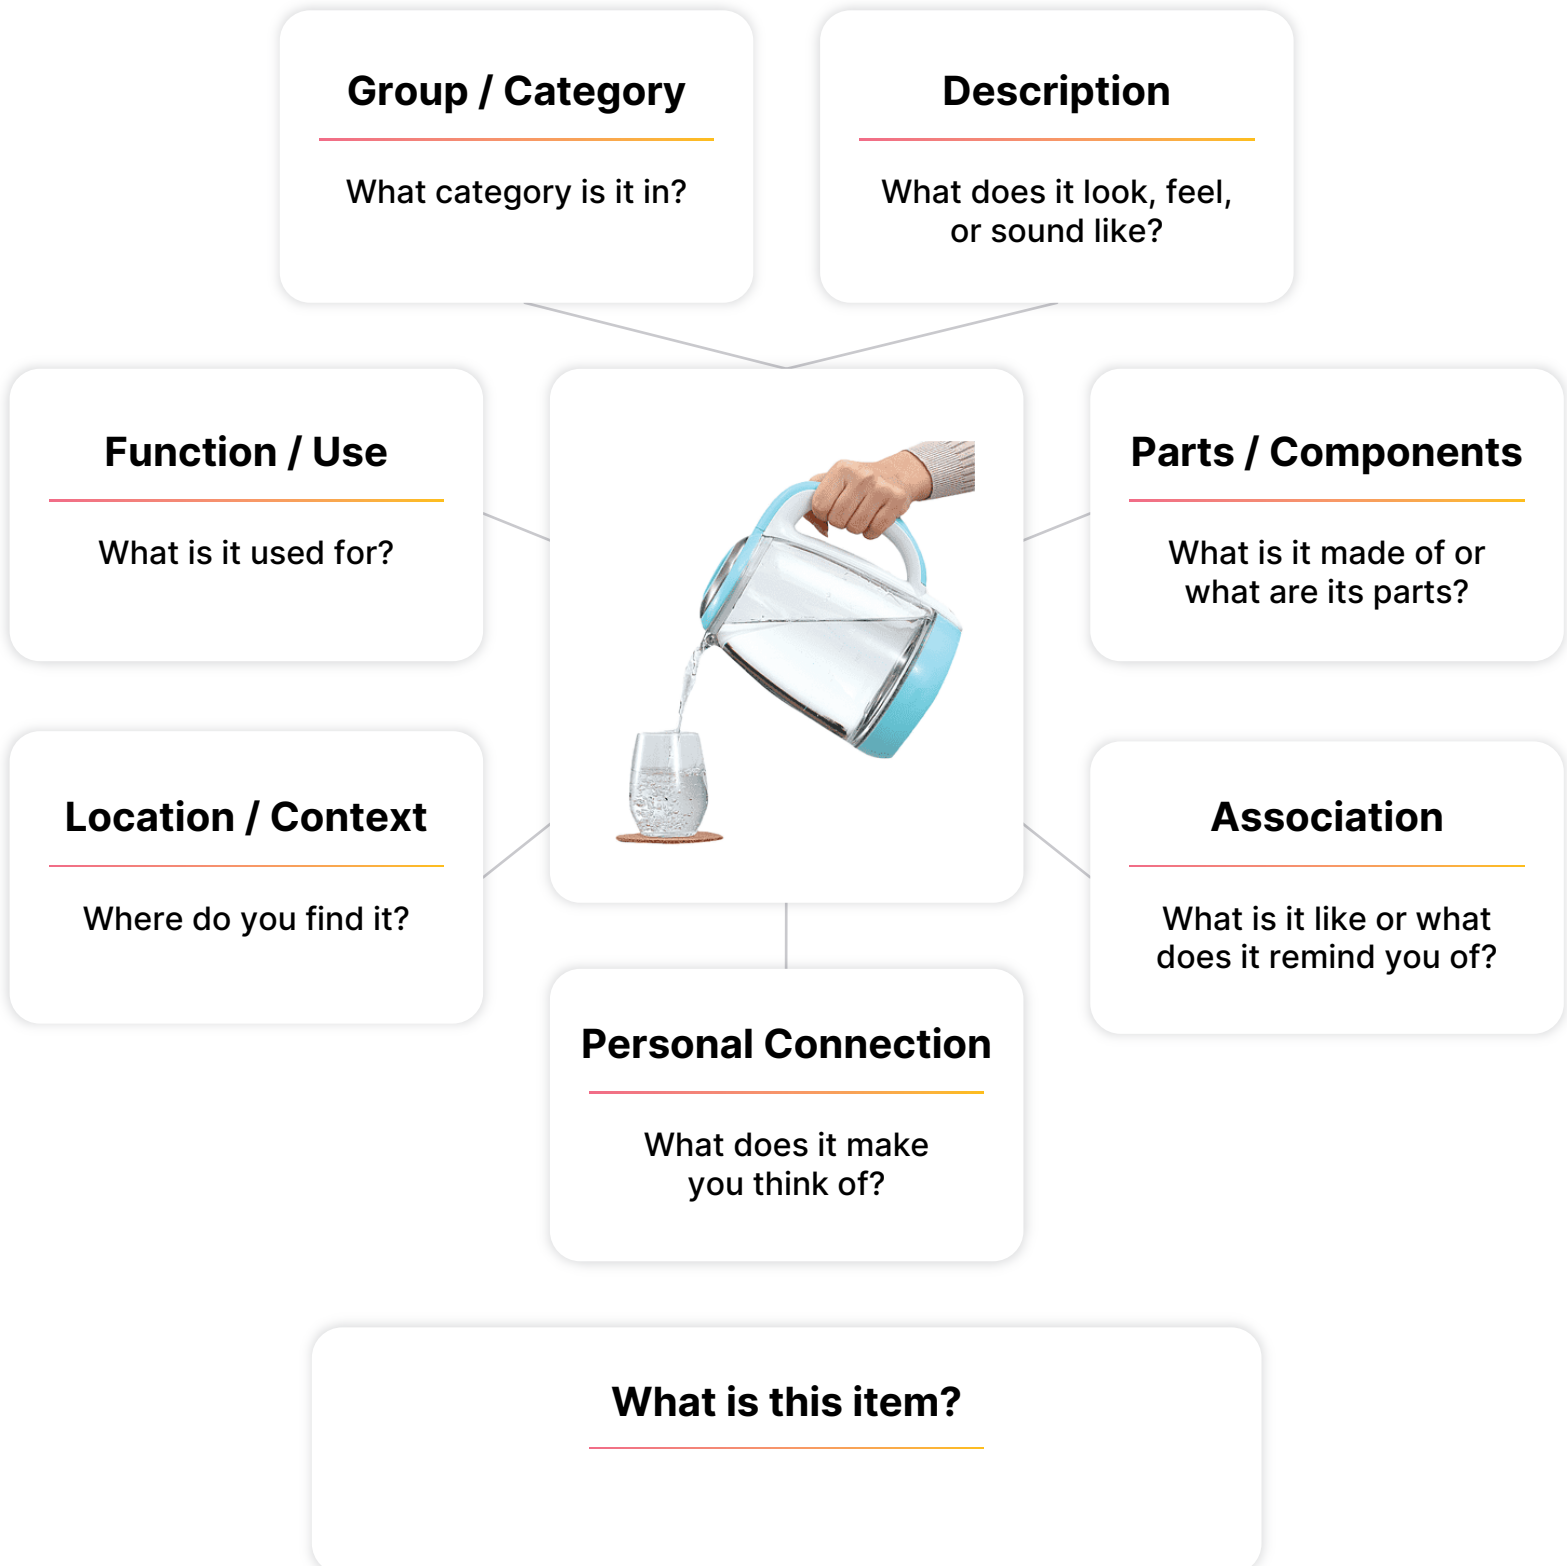 Group / Category
What category is it in?
Description
What does it look, feel,
or sound like?
Function / Use
What is it used for?
Parts / Components
What is it made of or
what are its parts?
Location / Context
Where do you find it?
Association
What is it like or what
does it remind you of?
Personal Connection
What does it make
you think of?
What is this item?